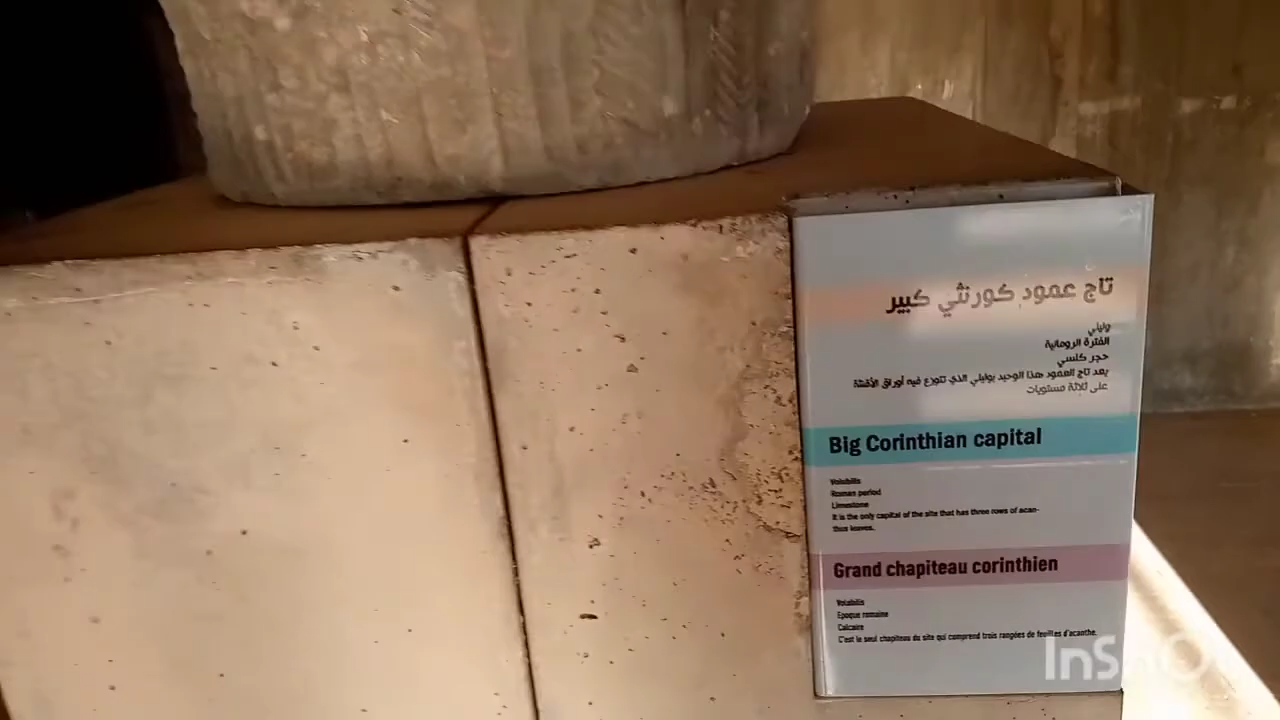 تاج عمود كورنثي كبير
وليلي
الفترة الرومانية
حجر كلسي
يعد تاج العمود هذا الوحيد بوليلي الذي تتوزع فيه أوراق الأقنثة
على ثلاثة مستويات
Big Corinthian capital
Volubilis
Roman period
Limestone
It is the only capital of the site that has three rows of acan-
thus leaves.
Grand chapiteau corinthien
Volubilis
Epoque romaine
Calcaire
C'est le seul chapiteau du site qui comprend trois rangées de feuilles d'acanthe.
InShO